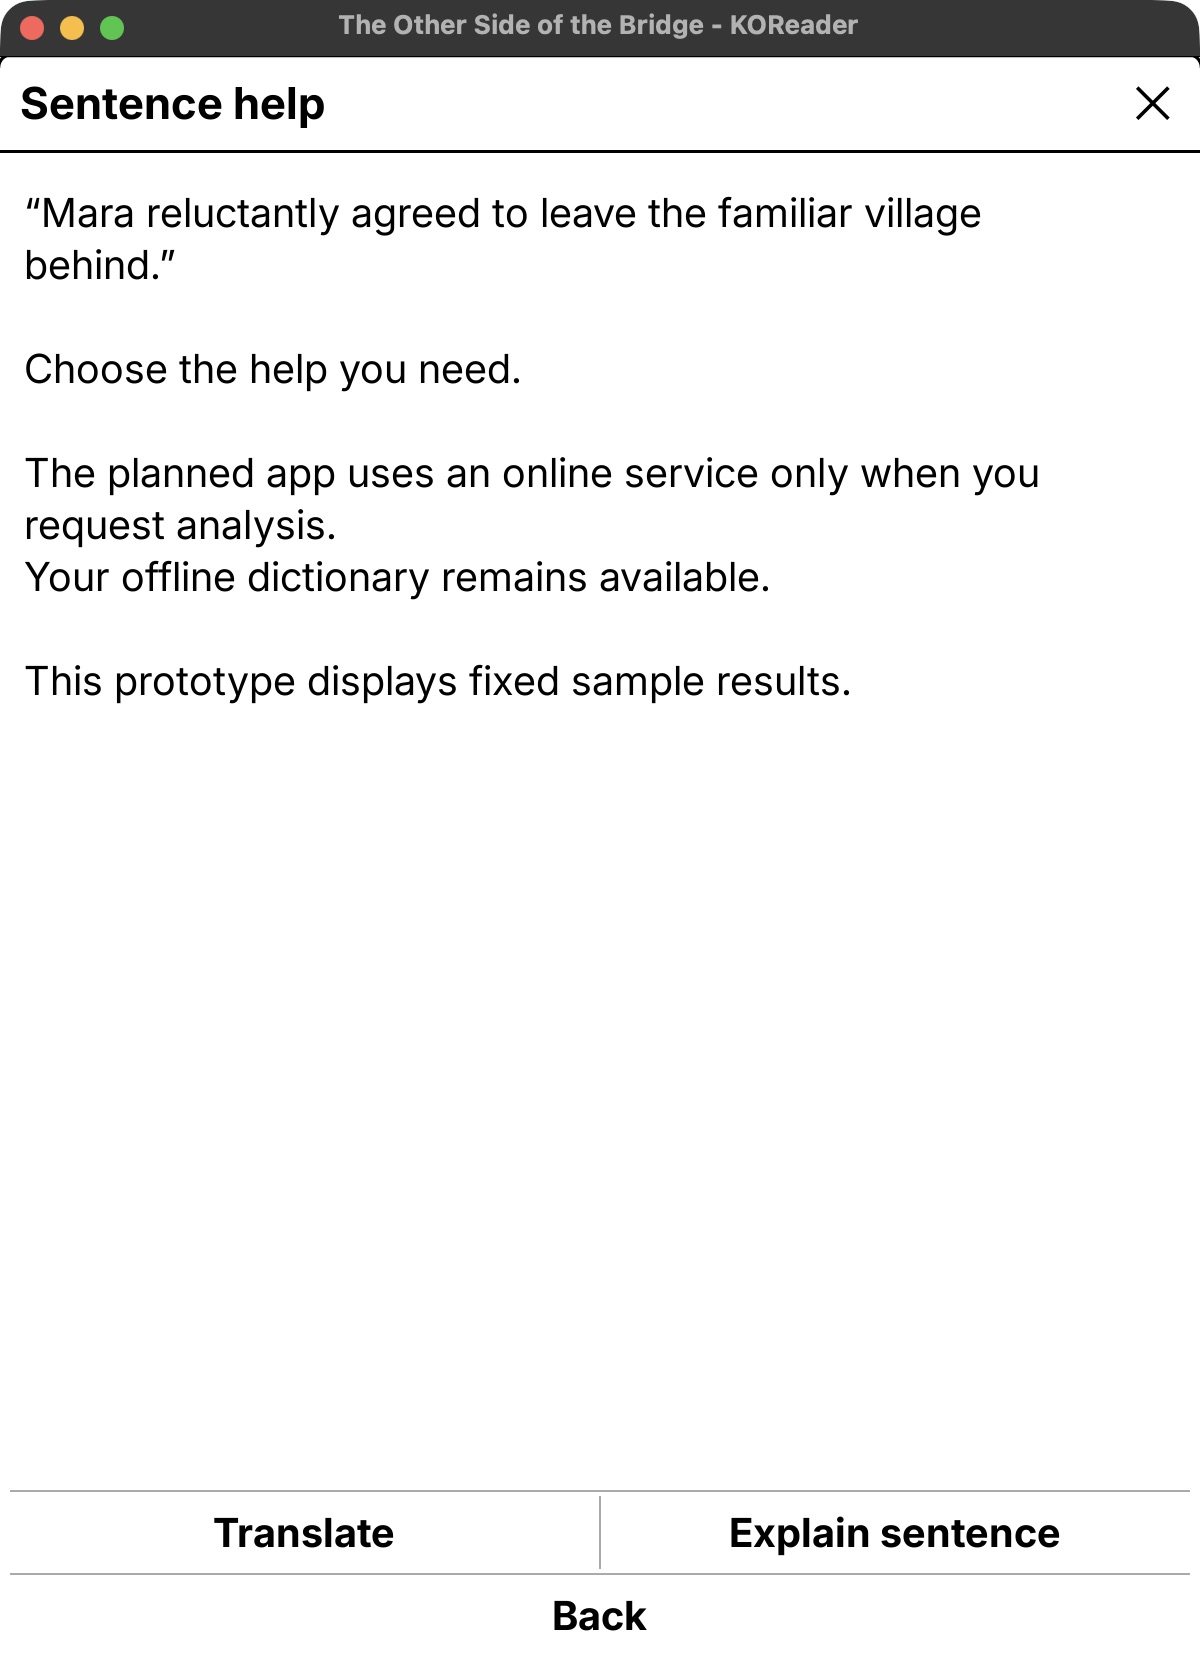 The Other Side of the Bridge - KOReader
Sentence help
“Mara reluctantly agreed to leave the familiar village
behind.”
Choose the help you need.
The planned app uses an online service only when you
request analysis.
Your offline dictionary remains available.
This prototype displays fixed sample results.
Translate
Explain sentence
Back